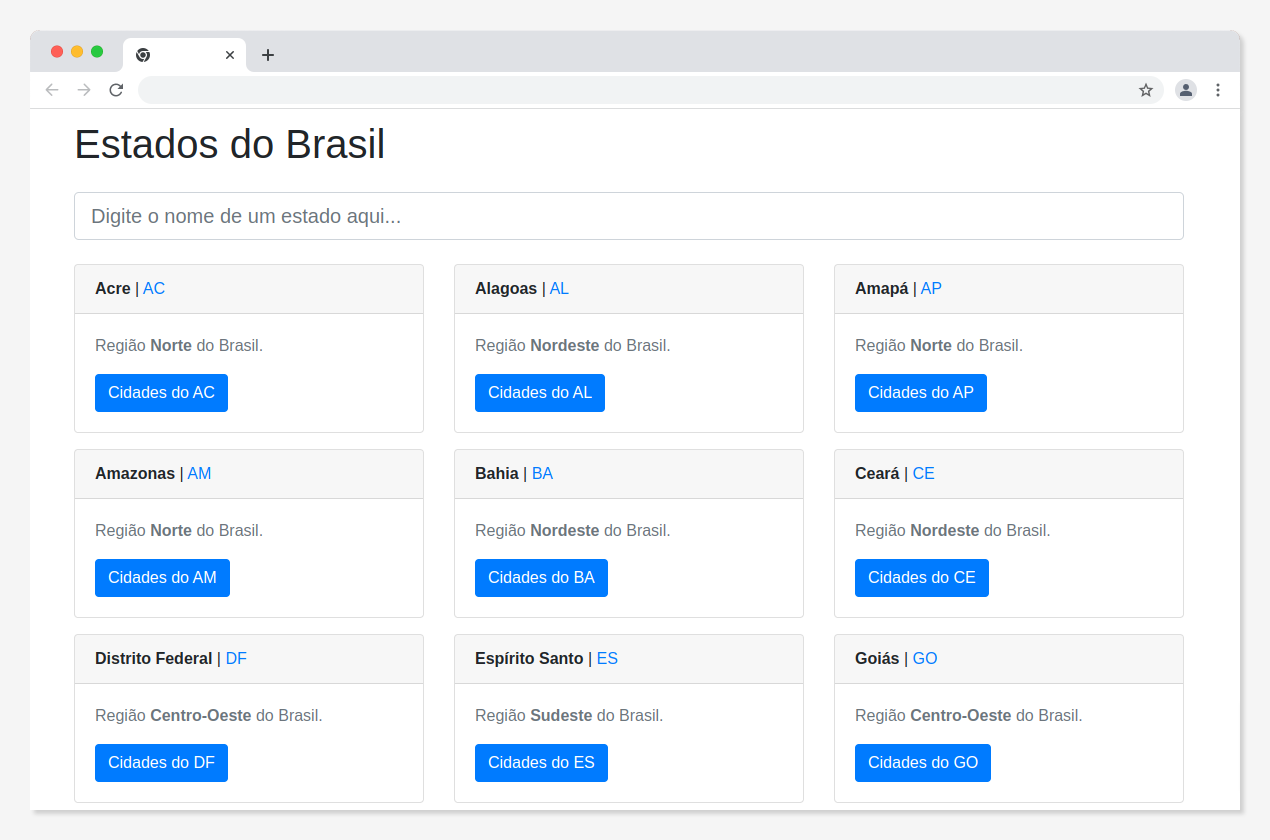 Estados do Brasil
Digite o nome de um estado aqui...
Acre | AC
Região Norte do Brasil.
Cidades do AC
Alagoas | AL
Região Nordeste do Brasil.
Cidades do AL
Amapá | AP
Região Norte do Brasil.
Cidades do AP
Amazonas | AM
Região Norte do Brasil.
Cidades do AM
Bahia | BA
Região Nordeste do Brasil.
Cidades do BA
Ceará | CE
Região Nordeste do Brasil.
Cidades do CE
Distrito Federal | DF
Região Centro-Oeste do Brasil.
Cidades do DF
Espírito Santo | ES
Região Sudeste do Brasil.
Cidades do ES
Goiás | GO
Região Centro-Oeste do Brasil.
Cidades do GO